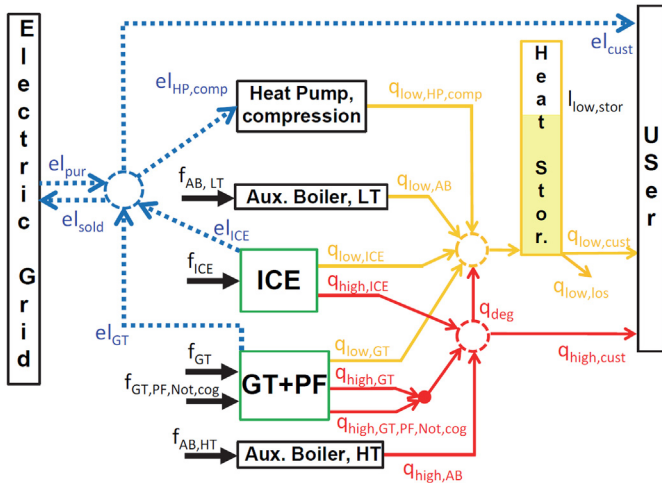 Electric Grid
el_cust
el_HP,comp
Heat Pump,
compression
q_low,HP,comp
Heat Stor.
l_low,stor
USer
el_pur
el_sold
f_AB, LT
Aux. Boiler, LT
q_low,AB
el_ICE
f_ICE
ICE
q_low,ICE
q_high,ICE
q_low,cust
q_low,los
q_deg
el_GT
f_GT
f_GT,PF,Not,cog
GT+PF
q_low,GT
q_high,GT
q_high,GT,PF,Not,cog
q_high,cust
f_AB,HT
Aux. Boiler, HT
q_high,AB